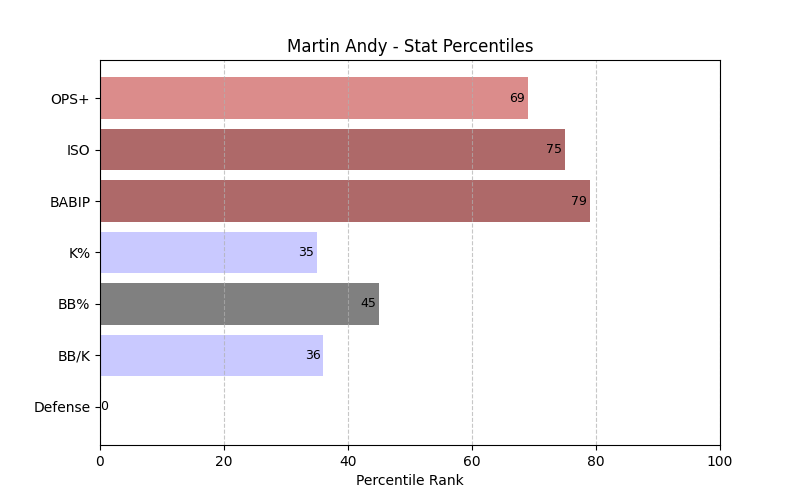 Martin Andy - Stat Percentiles
OPS+ 69
ISO 75
BABIP 79
K% 35
BB% 45
BB/K 36
Defense 0
0 20 40 60 80 100
Percentile Rank